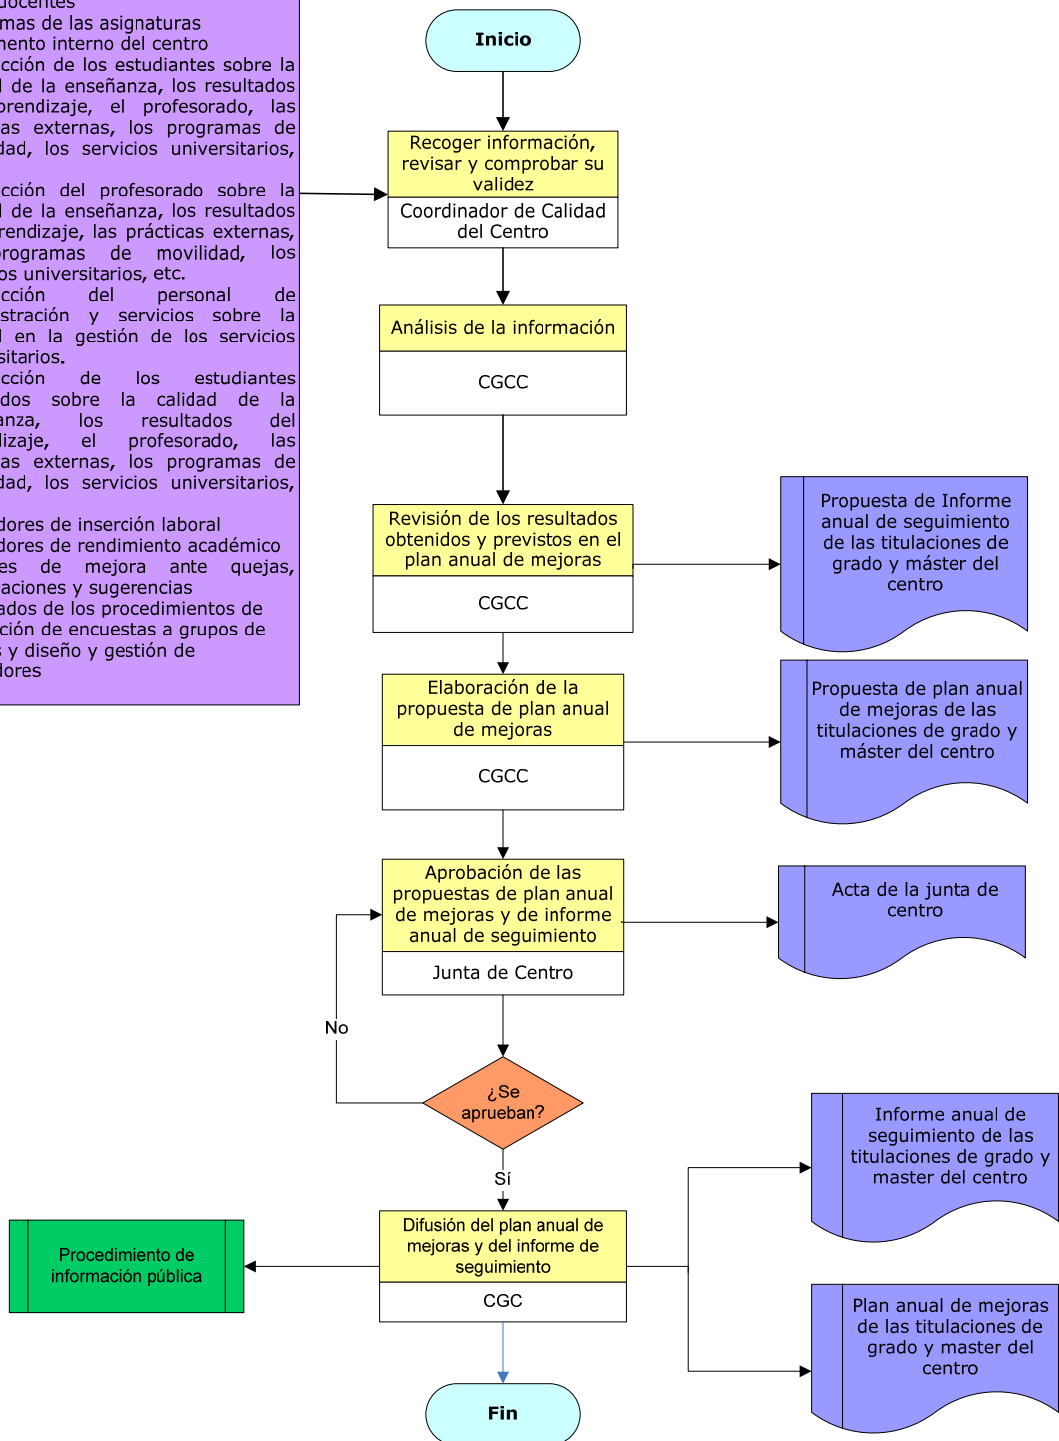 docentes
mas de las asignaturas
mento interno del centro
cción de los estudiantes sobre la
d de la enseñanza, los resultados
prendizaje, el profesorado, las
as externas, los programas de
dad, los servicios universitarios,
cción del profesorado sobre la
d de la enseñanza, los resultados
rendizaje, las prácticas externas,
programas de movilidad, los
os universitarios, etc.
cción del personal de
stración y servicios sobre la
d en la gestión de los servicios
sitarios.
cción de los estudiantes
dos sobre la calidad de la
anza, los resultados del
lizaje, el profesorado, las
as externas, los programas de
dad, los servicios universitarios,
dores de inserción laboral
dores de rendimiento académico
es de mejora ante quejas,
aciones y sugerencias
ados de los procedimientos de
ción de encuestas a grupos de
s y diseño y gestión de
dores
Inicio
Recoger información,
revisar y comprobar su
validez
Coordinador de Calidad
del Centro
Análisis de la información
CGCC
Revisión de los resultados
obtenidos y previstos en el
plan anual de mejoras
CGCC
Propuesta de Informe
anual de seguimiento
de las titulaciones de
grado y máster del
centro
Elaboración de la
propuesta de plan anual
de mejoras
CGCC
Propuesta de plan anual
de mejoras de las
titulaciones de grado y
máster del centro
Aprobación de las
propuestas de plan anual
de mejoras y de informe
anual de seguimiento
Junta de Centro
Acta de la junta de
centro
No
¿Se
aprueban?
Sí
Difusión del plan anual de
mejoras y del informe de
seguimiento
CGC
Procedimiento de
información pública
Informe anual de
seguimiento de las
titulaciones de grado y
master del centro
Plan anual de mejoras
de las titulaciones de
grado y master del
centro
Fin